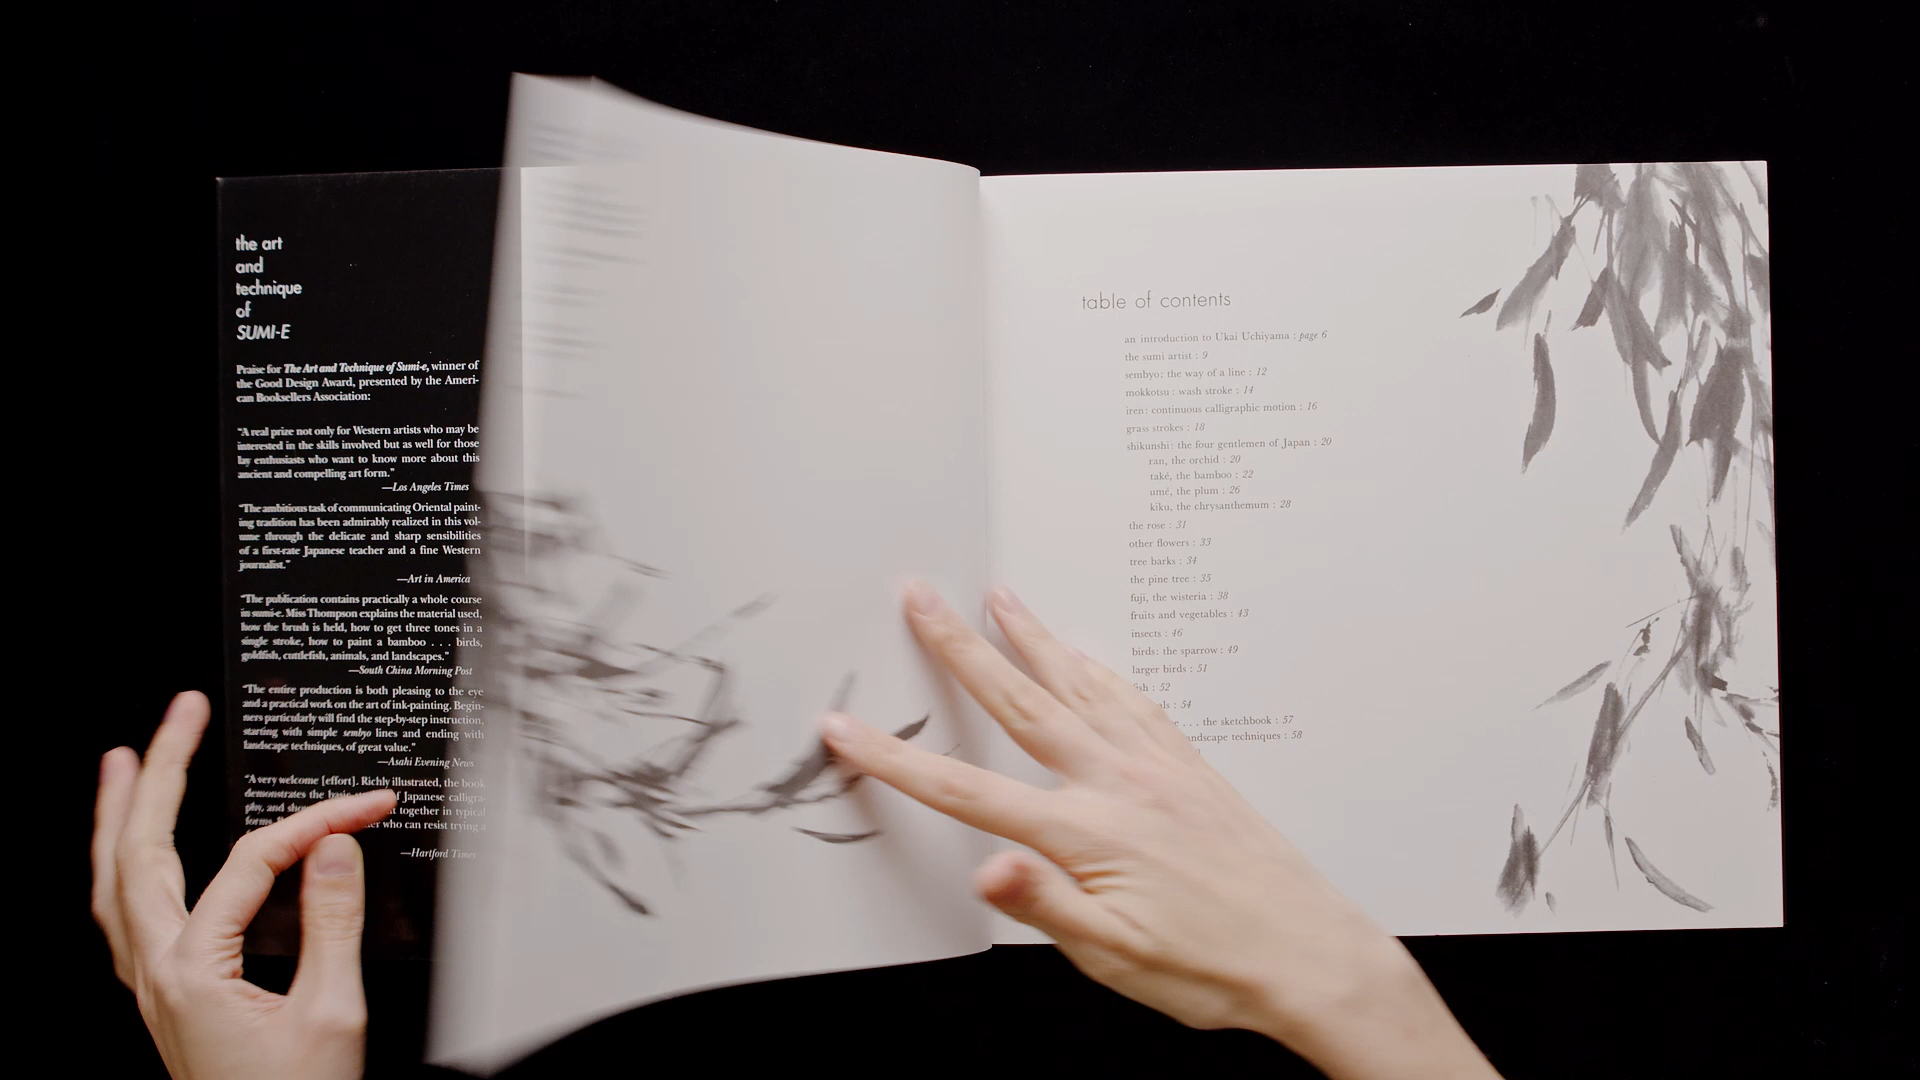 the art
and
technique
of
SUMI-E
Praise for The Art and Technique of Sumi-e, winner of
the Good Design Award, presented by the Ameri-
can Booksellers Association:
"A real prize not only for Western artists who may be
interested in the skills involved but as well for those
lay enthusiasts who want to know more about this
ancient and compelling art form."
—Los Angeles Times
"The ambitious task of communicating Oriental paint-
ing tradition has been admirably realized in this vol-
ume through the delicate and sharp sensibilities
of a first-rate Japanese teacher and a fine Western
journalist."
—Art in America
"The publication contains practically a whole course
in sumi-e. Miss Thompson explains the material used,
how the brush is held, how to get three tones in a
single stroke, how to paint a bamboo . . . birds,
goldfish, cuttlefish, animals, and landscapes."
—South China Morning Post
"The entire production is both pleasing to the eye
and a practical work on the art of ink-painting. Begin-
ners particularly will find the step-by-step instruction,
starting with simple sembyo lines and ending with
landscape techniques, of great value."
—Asahi Evening News
"A very welcome [effort]. Richly illustrated, the book
demonstrates the basic of Japanese calligra-
phy, and together in typical
who can resist trying a
—Hartford Times
table of contents
an introduction to Ukai Uchiyama : page 6
the sumi artist : 9
sembyo: the way of a line : 12
mokkotsu : wash stroke : 14
iren: continuous calligraphic motion : 16
grass strokes : 18
shikunshi: the four gentlemen of Japan : 20
ran, the orchid : 20
také, the bamboo : 22
umé, the plum : 26
kiku, the chrysanthemum : 28
the rose : 31
other flowers : 33
tree barks : 34
the pine tree : 35
fuji, the wisteria : 38
fruits and vegetables : 43
insects : 46
birds: the sparrow : 49
larger birds : 51
fish : 52
als : 54
. . . the sketchbook : 57
ndscape techniques : 58